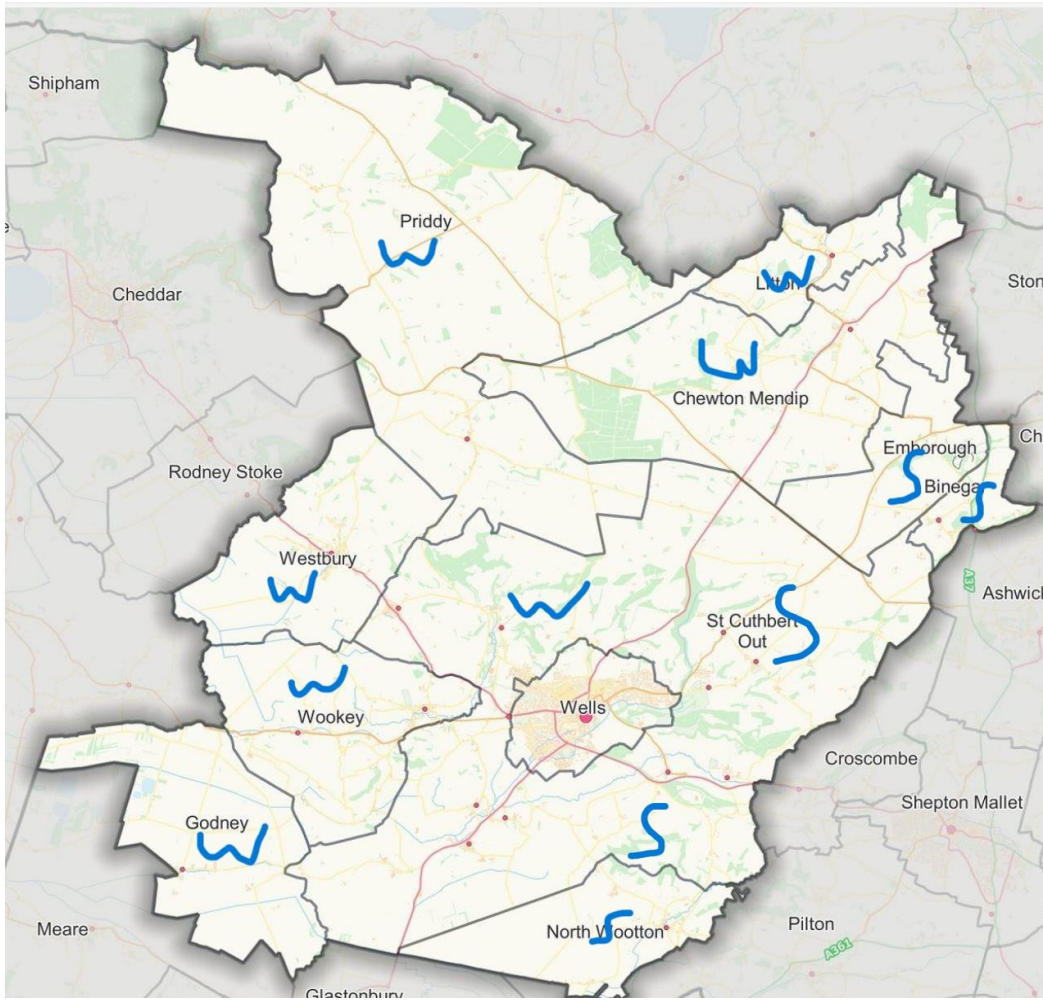 Shipham
Priddy
W
Cheddar
Litton
W
Ston
W
Chewton Mendip
Rodney Stoke
Emborough
S
Binega
S
Ch
Westbury
W
W
Ashwick
A37
St Cuthbert
Out
S
W
Wookey
Wells
Croscombe
Shepton Mallet
Godney
W
S
Meare
North Wootton
S
Pilton
A361
Glastonbury